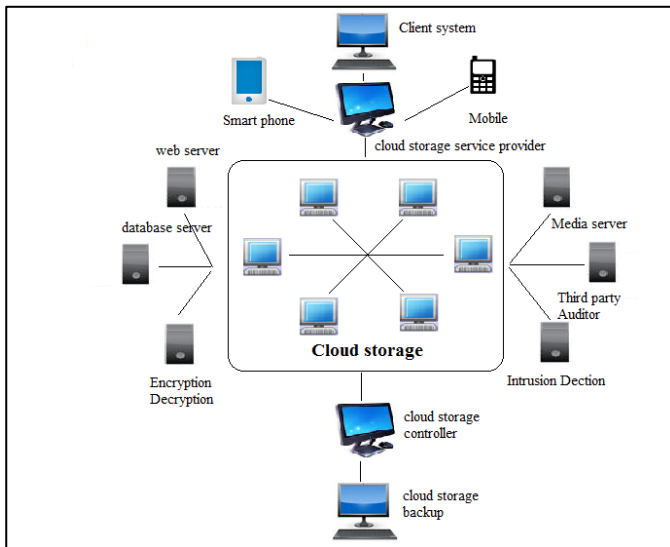 Client system
Smart phone
Mobile
cloud storage service provider
web server
database server
Media server
Third party
Auditor
Encryption
Decryption
Intrusion Dection
Cloud storage
cloud storage
controller
cloud storage
backup